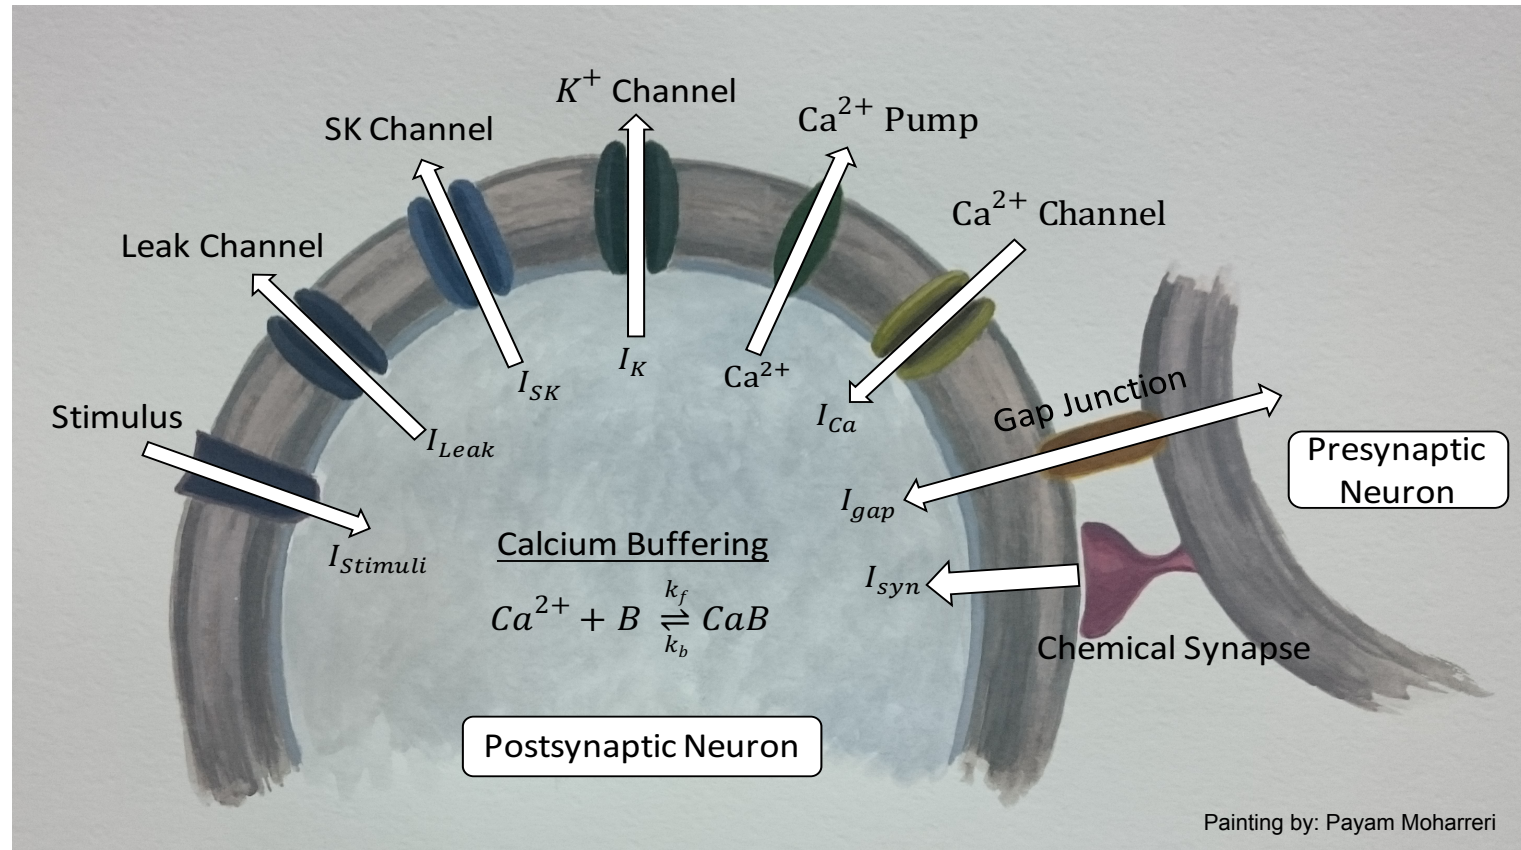 K⁺ Channel
Ca²⁺ Pump
SK Channel
Ca²⁺ Channel
Leak Channel
I_K
Ca²⁺
I_SK
Gap Junction
Stimulus
I_Ca
I_Leak
Presynaptic
Neuron
I_gap
Calcium Buffering
I_Stimuli
I_syn
k_f
Ca²⁺ + B ⇌ CaB
k_b
Chemical Synapse
Postsynaptic Neuron
Painting by: Payam Moharreri